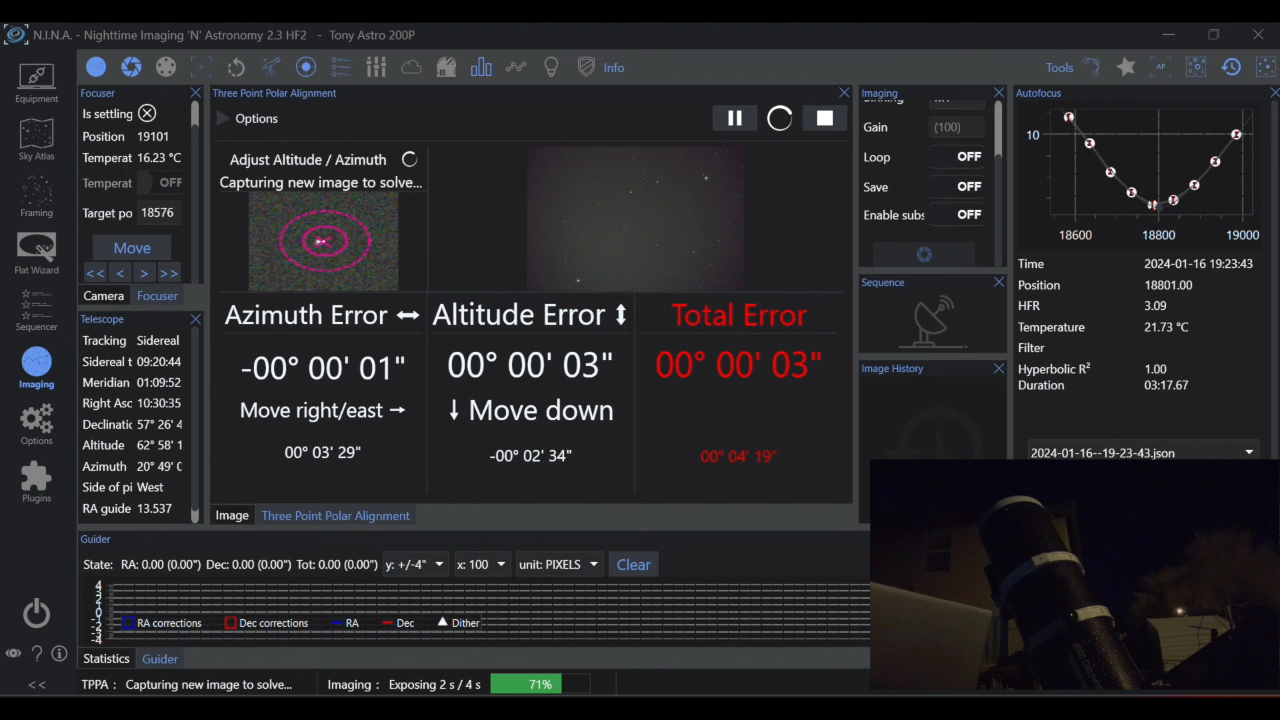 N.I.N.A. - Nighttime Imaging 'N' Astronomy 2.3 HF2 - Tony Astro 200P
Info
Tools
AF
Equipment
Sky Atlas
Framing
Flat Wizard
Sequencer
Imaging
Options
Plugins
<<
Focuser
Is settling
Position 19101
Temperat 16.23 °C
Temperat OFF
Target po 18576
Move
<< < > >>
Camera Focuser
Telescope
Tracking Sidereal
Sidereal t 09:20:44
Meridian 01:09:52
Right Asc 10:30:35
Declinatic 57° 26' 4
Altitude 62° 58' 1
Azimuth 20° 49' 0
Side of pi West
RA guide 13.537
Three Point Polar Alignment
Options
Adjust Altitude / Azimuth
Capturing new image to solve...
Azimuth Error ↔
-00° 00' 01"
Move right/east →
00° 03' 29"
Altitude Error ↕
00° 00' 03"
↓ Move down
-00° 02' 34"
Total Error
00° 00' 03"
00° 04' 19"
Image Three Point Polar Alignment
Imaging
Gain (100)
Loop OFF
Save OFF
Enable subs OFF
Sequence
Image History
Autofocus
10
18600 18800 19000
Time 2024-01-16 19:23:43
Position 18801.00
HFR 3.09
Temperature 21.73 °C
Filter
Hyperbolic R² 1.00
Duration 03:17.67
2024-01-16--19-23-43.json
Guider
State: RA: 0.00 (0.00") Dec: 0.00 (0.00") Tot: 0.00 (0.00") y: +/-4" x: 100 unit: PIXELS Clear
4
3
2
RA corrections Dec corrections RA Dec Dither
-4
Statistics Guider
TPPA : Capturing new image to solve... Imaging : Exposing 2 s / 4 s 71%